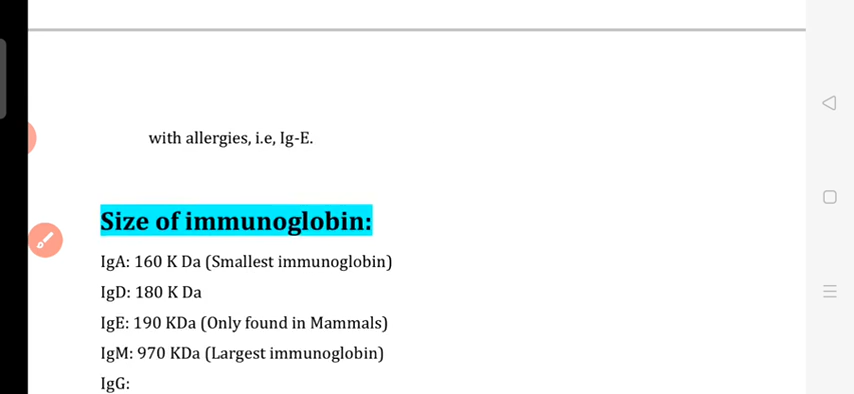 with allergies, i.e, Ig-E.
Size of immunoglobin:
IgA: 160 K Da (Smallest immunoglobin)
IgD: 180 K Da
IgE: 190 KDa (Only found in Mammals)
IgM: 970 KDa (Largest immunoglobin)
IgG: